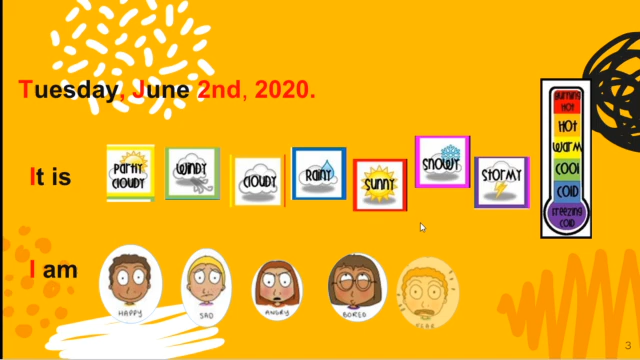 Tuesday, June 2nd, 2020.
It is
PARTLY CLOUDY
WINDY
CLOUDY
RAINY
SUNNY
SNOWY
STORMY
HOT
HOT
WARM
COOL
COLD
FREEZING
COLD
I am
HAPPY
SAD
ANGRY
BORED
3